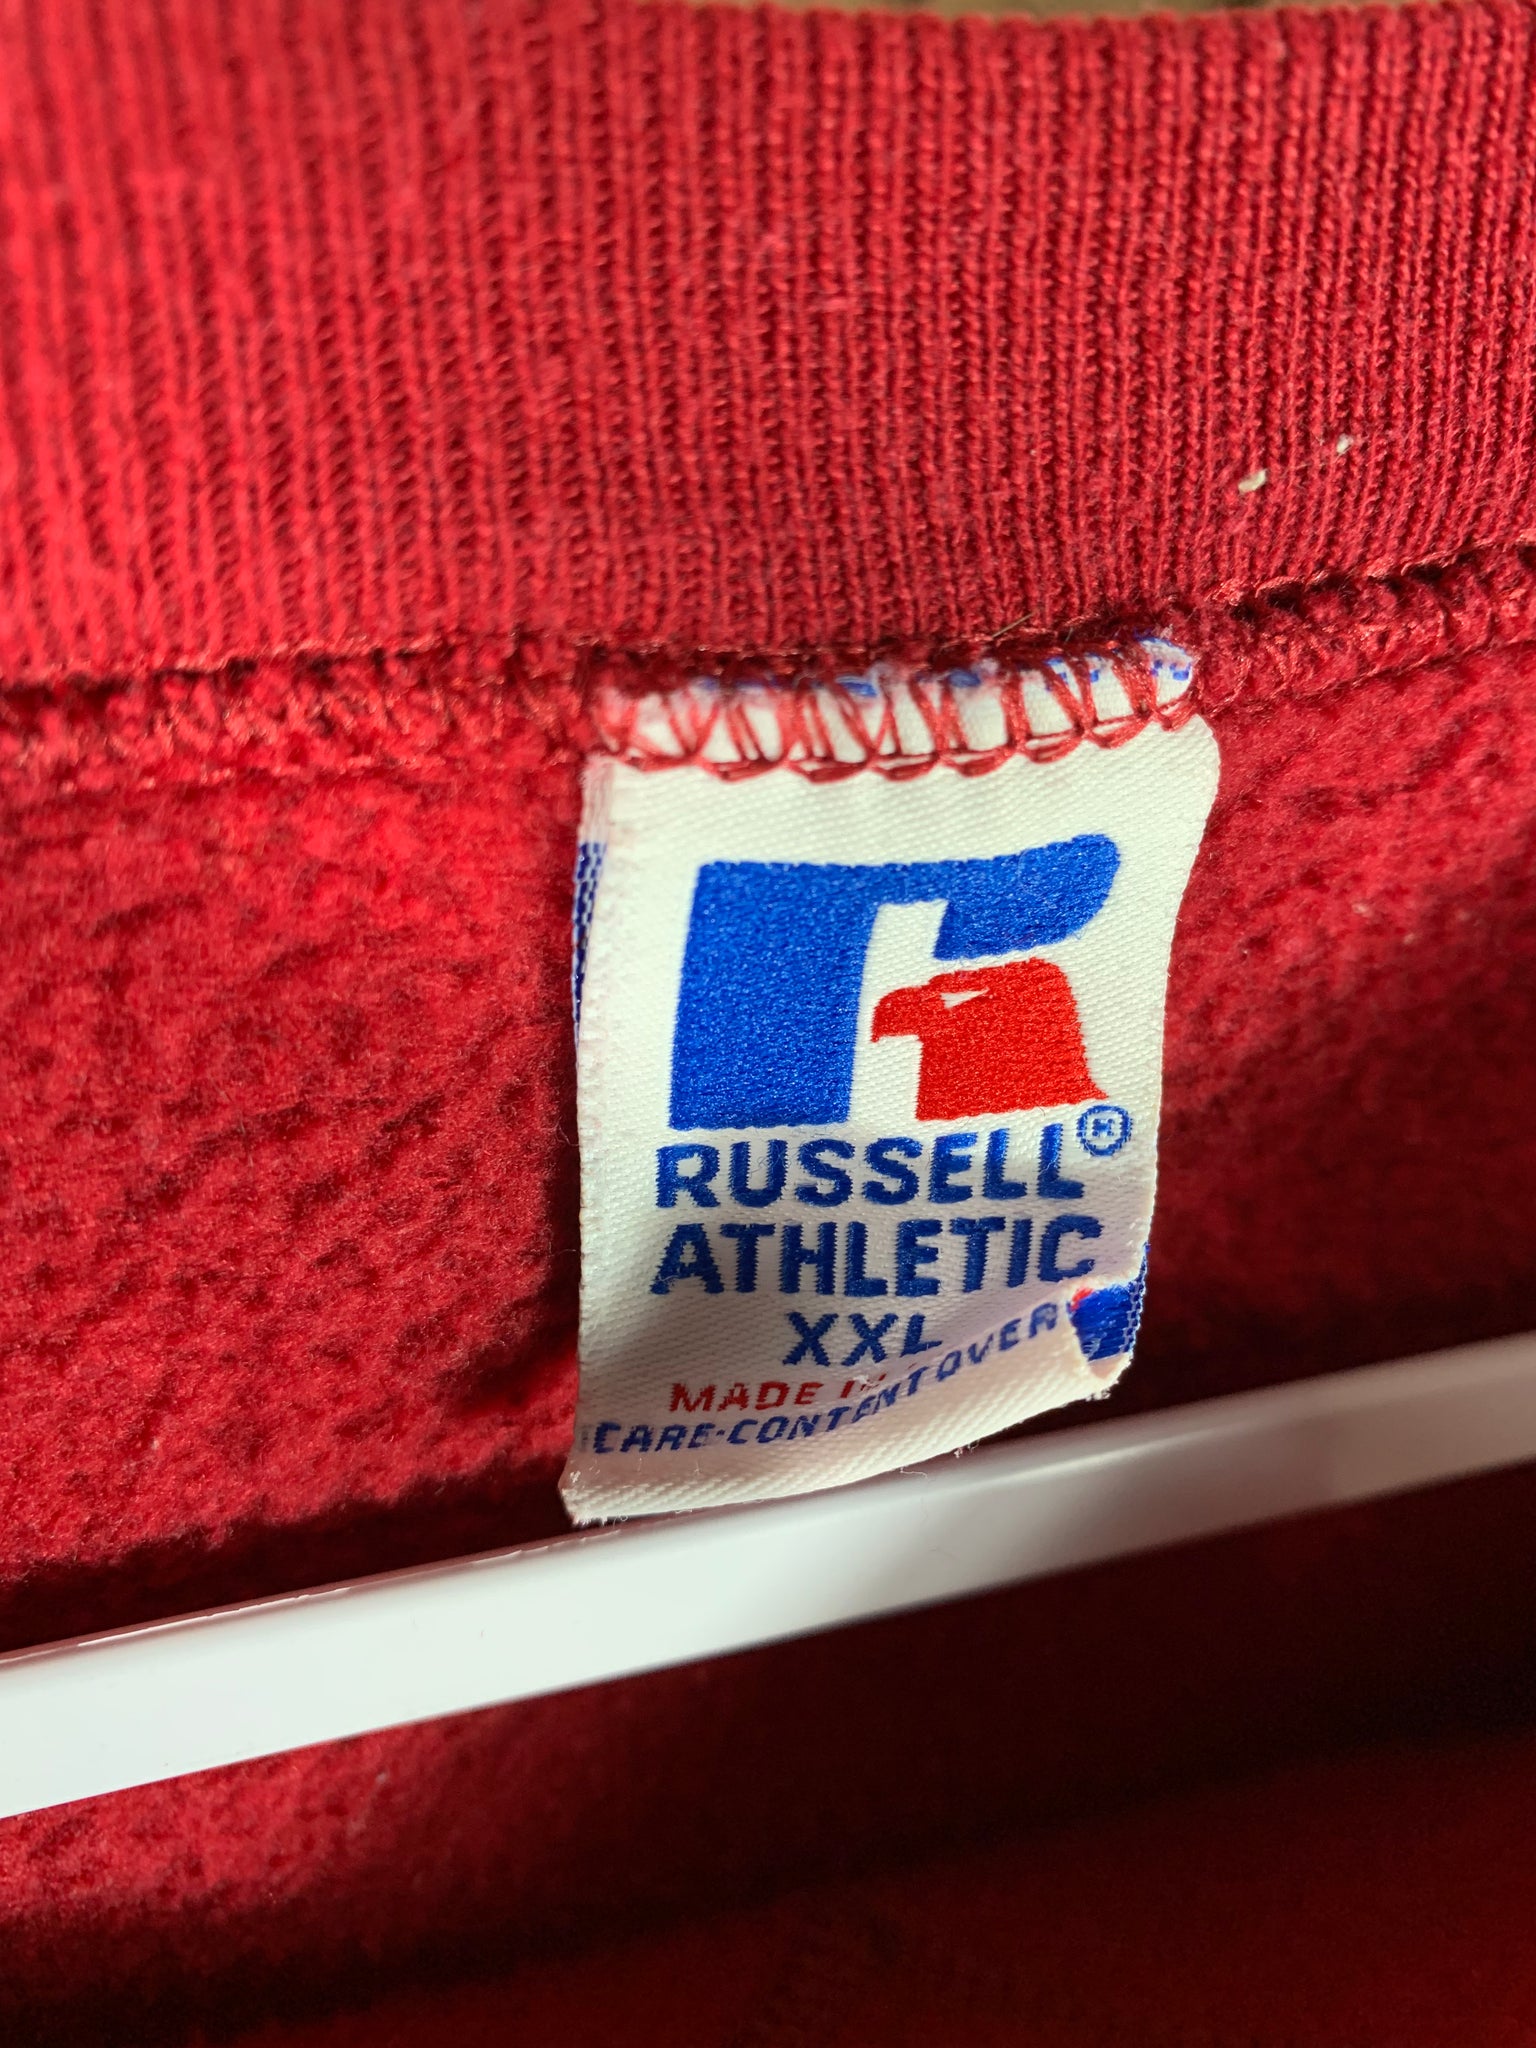 RUSSELL®
ATHLETIC
XXL
MADE IN
CARE·CONTENT OVER